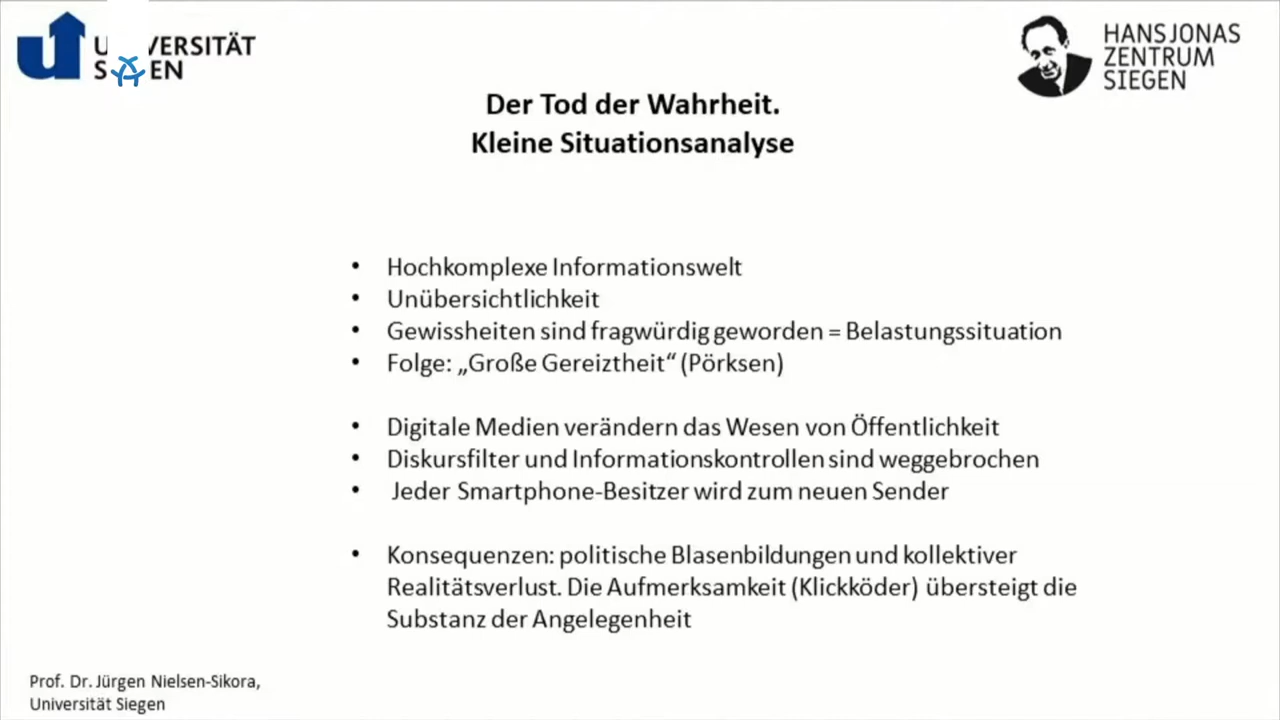 HANS JONAS
ZENTRUM
SIEGEN
Der Tod der Wahrheit.
Kleine Situationsanalyse
• Hochkomplexe Informationswelt
• Unübersichtlichkeit
• Gewissheiten sind fragwürdig geworden = Belastungssituation
• Folge: „Große Gereiztheit“ (Pörksen)
• Digitale Medien verändern das Wesen von Öffentlichkeit
• Diskursfilter und Informationskontrollen sind weggebrochen
• Jeder Smartphone-Besitzer wird zum neuen Sender
• Konsequenzen: politische Blasenbildungen und kollektiver
Realitätsverlust. Die Aufmerksamkeit (Klickköder) übersteigt die
Substanz der Angelegenheit
Prof. Dr. Jürgen Nielsen-Sikora,
Universität Siegen